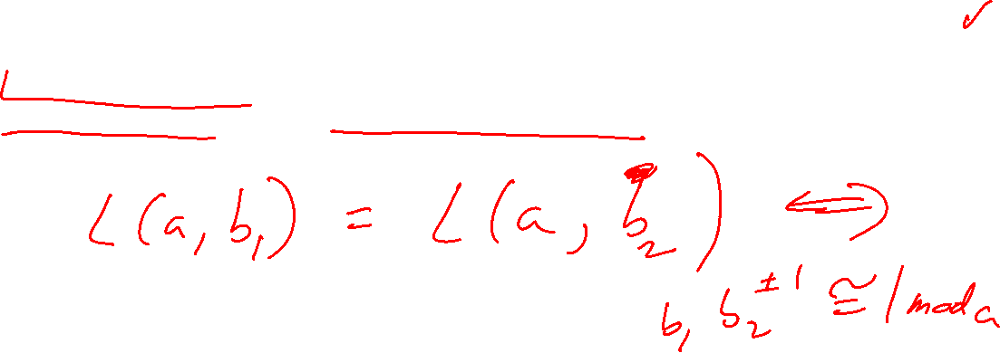 L(a, b₁) = L(a, b₂) ⟺
b₁ b₂^{±1} ≅ 1 mod a